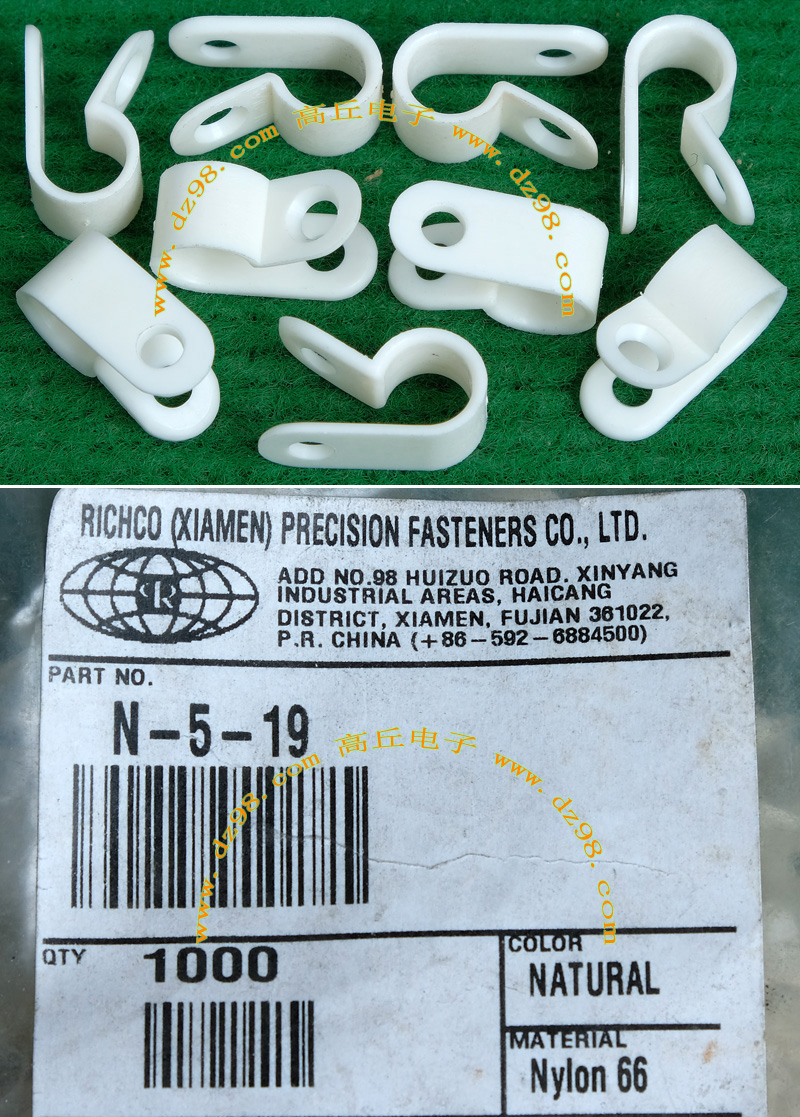 www.dz98.com 高丘电子 www.dz98.com
RICHCO (XIAMEN) PRECISION FASTENERS CO., LTD.
R
ADD NO.98 HUIZUO ROAD. XINYANG
INDUSTRIAL AREAS, HAICANG
DISTRICT, XIAMEN, FUJIAN 361022,
P.R. CHINA (+86-592-6884500)
PART NO.
N-5-19
www.dz98.com 高丘电子 www.dz98.com
QTY
1000
COLOR
NATURAL
MATERIAL
Nylon 66